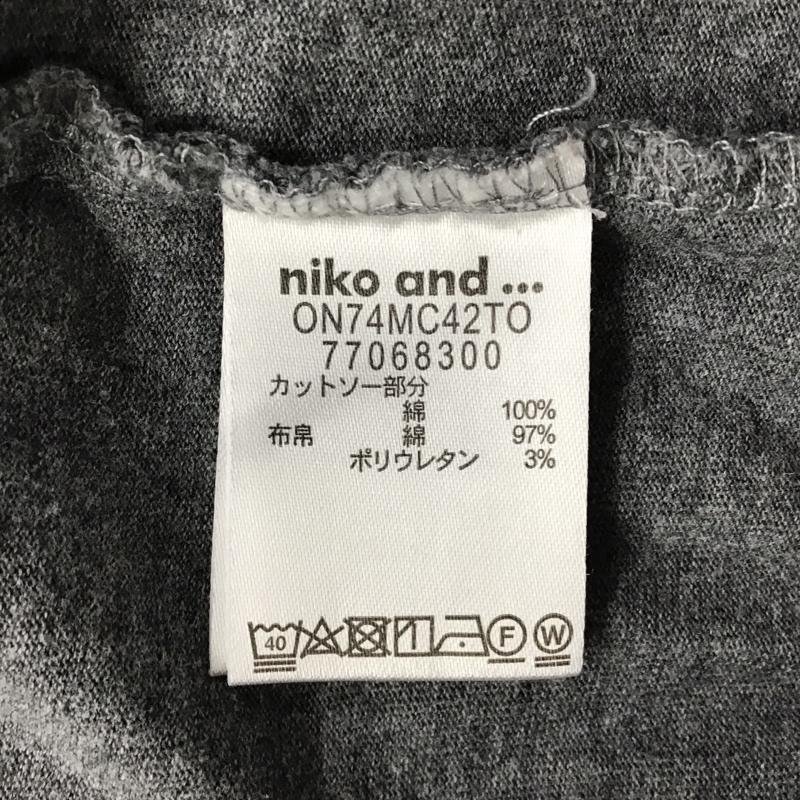 niko and ...
ON74MC42TO
77068300
カットソー部分
綿 100%
布帛 綿 97%
ポリウレタン 3%
40 F W